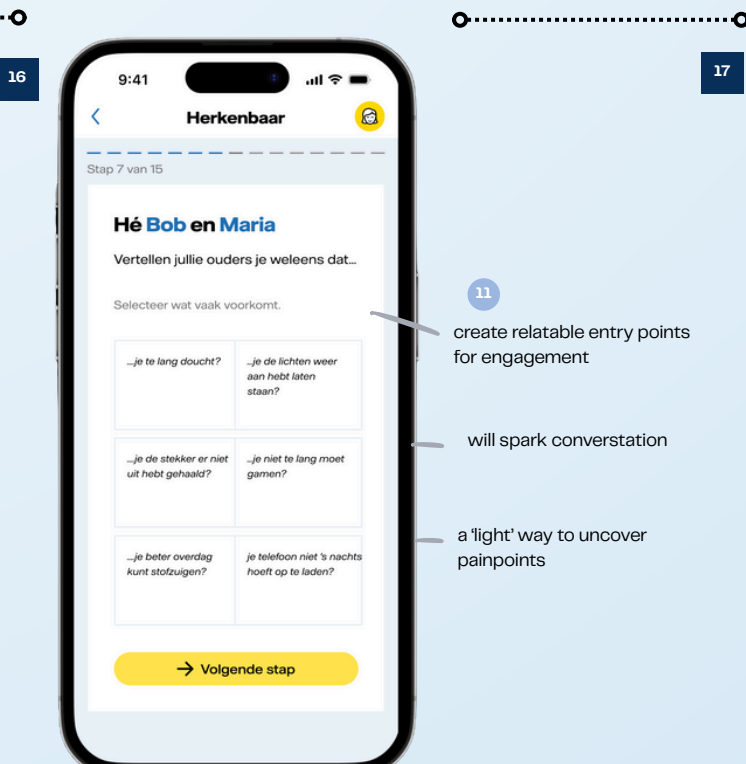 16
17
9:41
Herkenbaar
Stap 7 van 15
Hé Bob en Maria
Vertellen jullie ouders je weleens dat...
Selecteer wat vaak voorkomt.
...je te lang doucht?
...je de lichten weer
aan hebt laten
staan?
...je de stekker er niet
uit hebt gehaald?
...je niet te lang moet
gamen?
...je beter overdag
kunt stofzuigen?
je telefoon niet 's nachts
hoeft op te laden?
→ Volgende stap
11
create relatable entry points
for engagement
will spark converstation
a ‘light’ way to uncover
painpoints